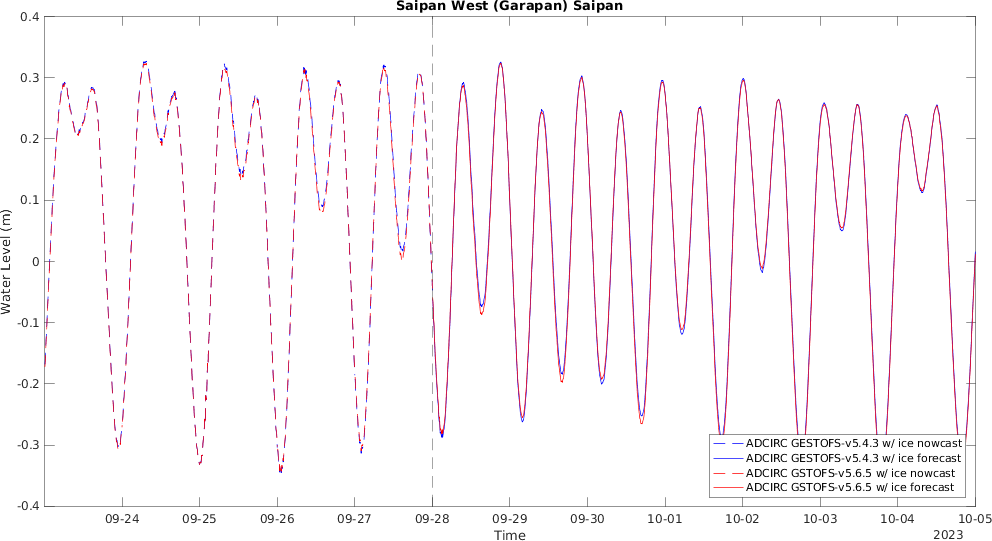 Saipan West (Garapan) Saipan
0.4
0.3
0.2
0.1
0
-0.1
-0.2
-0.3
-0.4
Water Level (m)
ADCIRC GESTOFS-v5.4.3 w/ ice nowcast
ADCIRC GESTOFS-v5.4.3 w/ ice forecast
ADCIRC GSTOFS-v5.6.5 w/ ice nowcast
ADCIRC GSTOFS-v5.6.5 w/ ice forecast
09-24 09-25 09-26 09-27 09-28 09-29 09-30 10-01 10-02 10-03 10-04 10-05
Time
2023